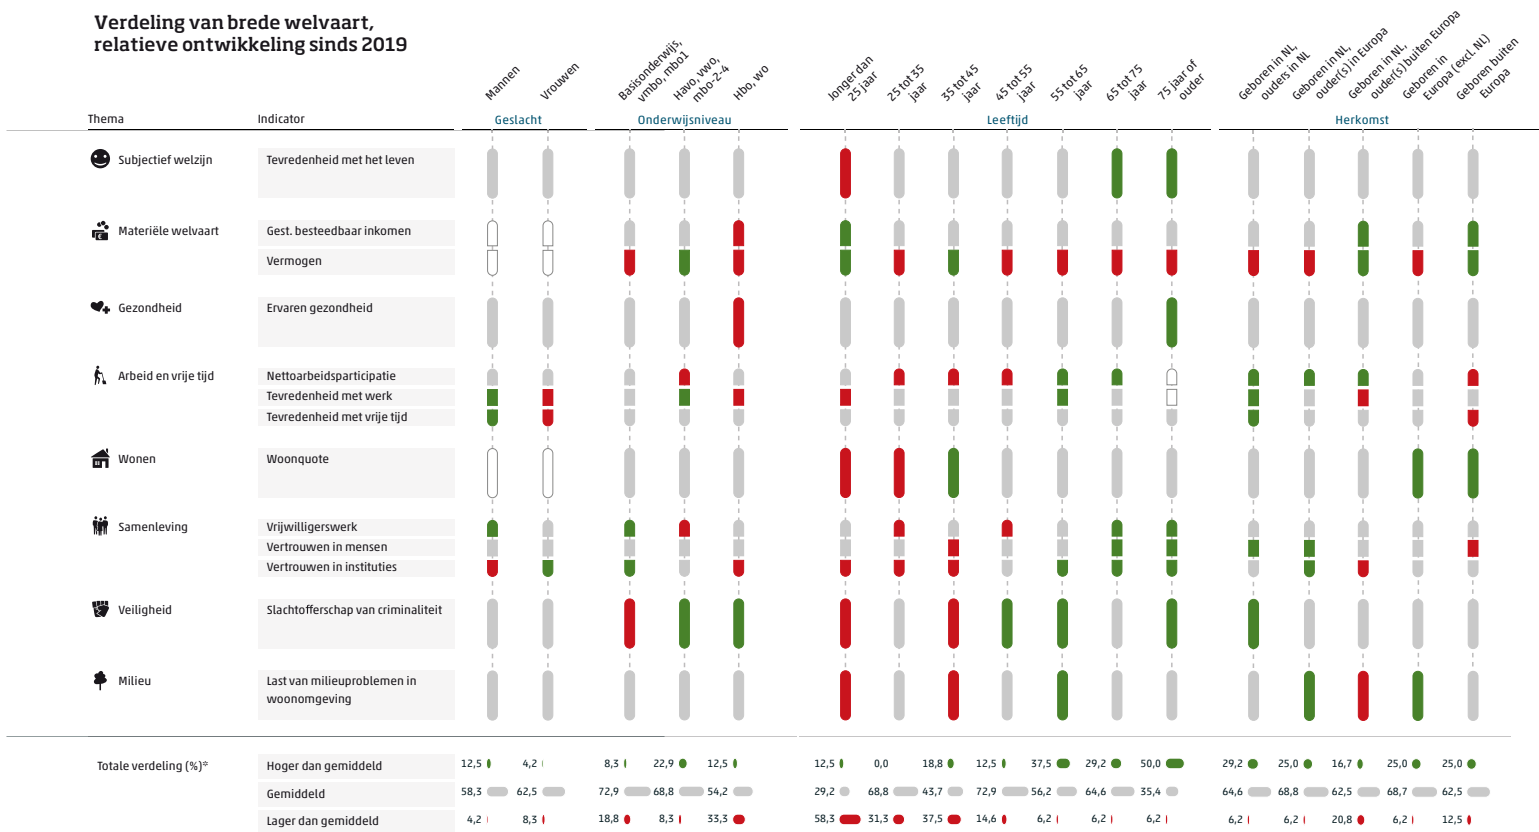 Verdeling van brede welvaart,
relatieve ontwikkeling sinds 2019
Mannen
Vrouwen
Basisonderwijs,
vmbo, mbo1
Havo, vwo,
mbo-2-4
Hbo, wo
Jonger dan
25 jaar
25 tot 35
jaar
35 tot 45
jaar
45 tot 55
jaar
55 tot 65
jaar
65 tot 75
jaar
75 jaar of
ouder
Geboren in NL,
ouders in NL
Geboren in NL,
ouder(s) in Europa
Geboren in NL,
ouder(s) buiten Europa
Geboren in
Europa (excl. NL)
Geboren buiten
Europa
Thema Indicator Geslacht Onderwijsniveau Leeftijd Herkomst
Subjectief welzijn Tevredenheid met het leven
Materiële welvaart Gest. besteedbaar inkomen
Vermogen
Gezondheid Ervaren gezondheid
Arbeid en vrije tijd Nettoarbeidsparticipatie
Tevredenheid met werk
Tevredenheid met vrije tijd
Wonen Woonquote
Samenleving Vrijwilligerswerk
Vertrouwen in mensen
Vertrouwen in instituties
Veiligheid Slachtofferschap van criminaliteit
Milieu Last van milieuproblemen in
woonomgeving
Totale verdeling (%)* Hoger dan gemiddeld 12,5 4,2 8,3 22,9 12,5 12,5 0,0 18,8 12,5 37,5 29,2 50,0 29,2 25,0 16,7 25,0 25,0
Gemiddeld 58,3 62,5 72,9 68,8 54,2 29,2 68,8 43,7 72,9 56,2 64,6 35,4 64,6 68,8 62,5 68,7 62,5
Lager dan gemiddeld 4,2 8,3 18,8 8,3 33,3 58,3 31,3 37,5 14,6 6,2 6,2 6,2 6,2 6,2 20,8 6,2 12,5